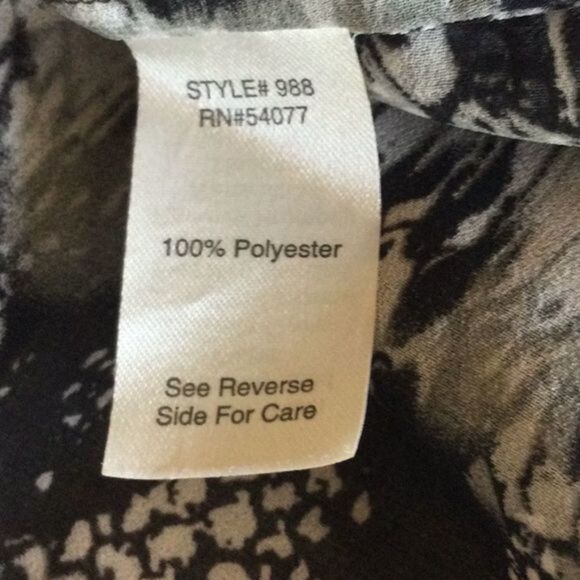 STYLE# 988
RN#54077
100% Polyester
See Reverse
Side For Care